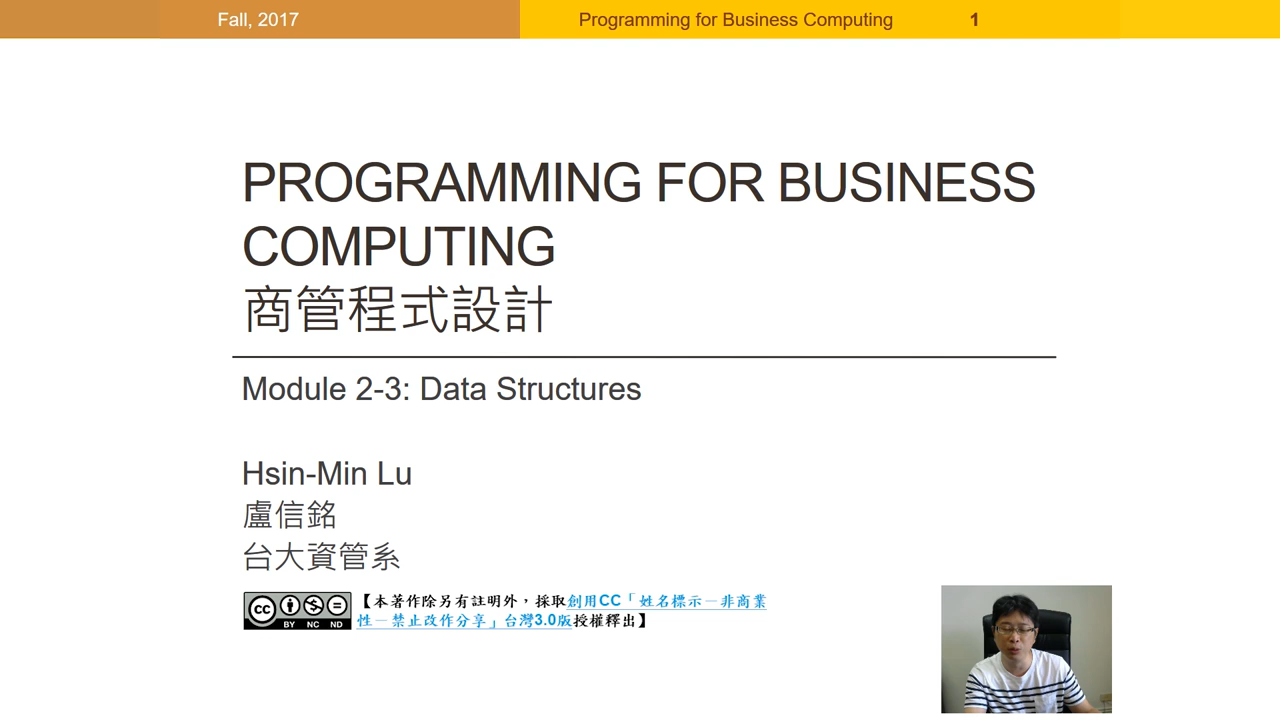 Fall, 2017
Programming for Business Computing
1
PROGRAMMING FOR BUSINESS
COMPUTING
商管程式設計
Module 2-3: Data Structures
Hsin-Min Lu
盧信銘
台大資管系
cc BY NC ND
【本著作除另有註明外，採取創用CC「姓名標示－非商業
性－禁止改作分享」台灣3.0版授權釋出】